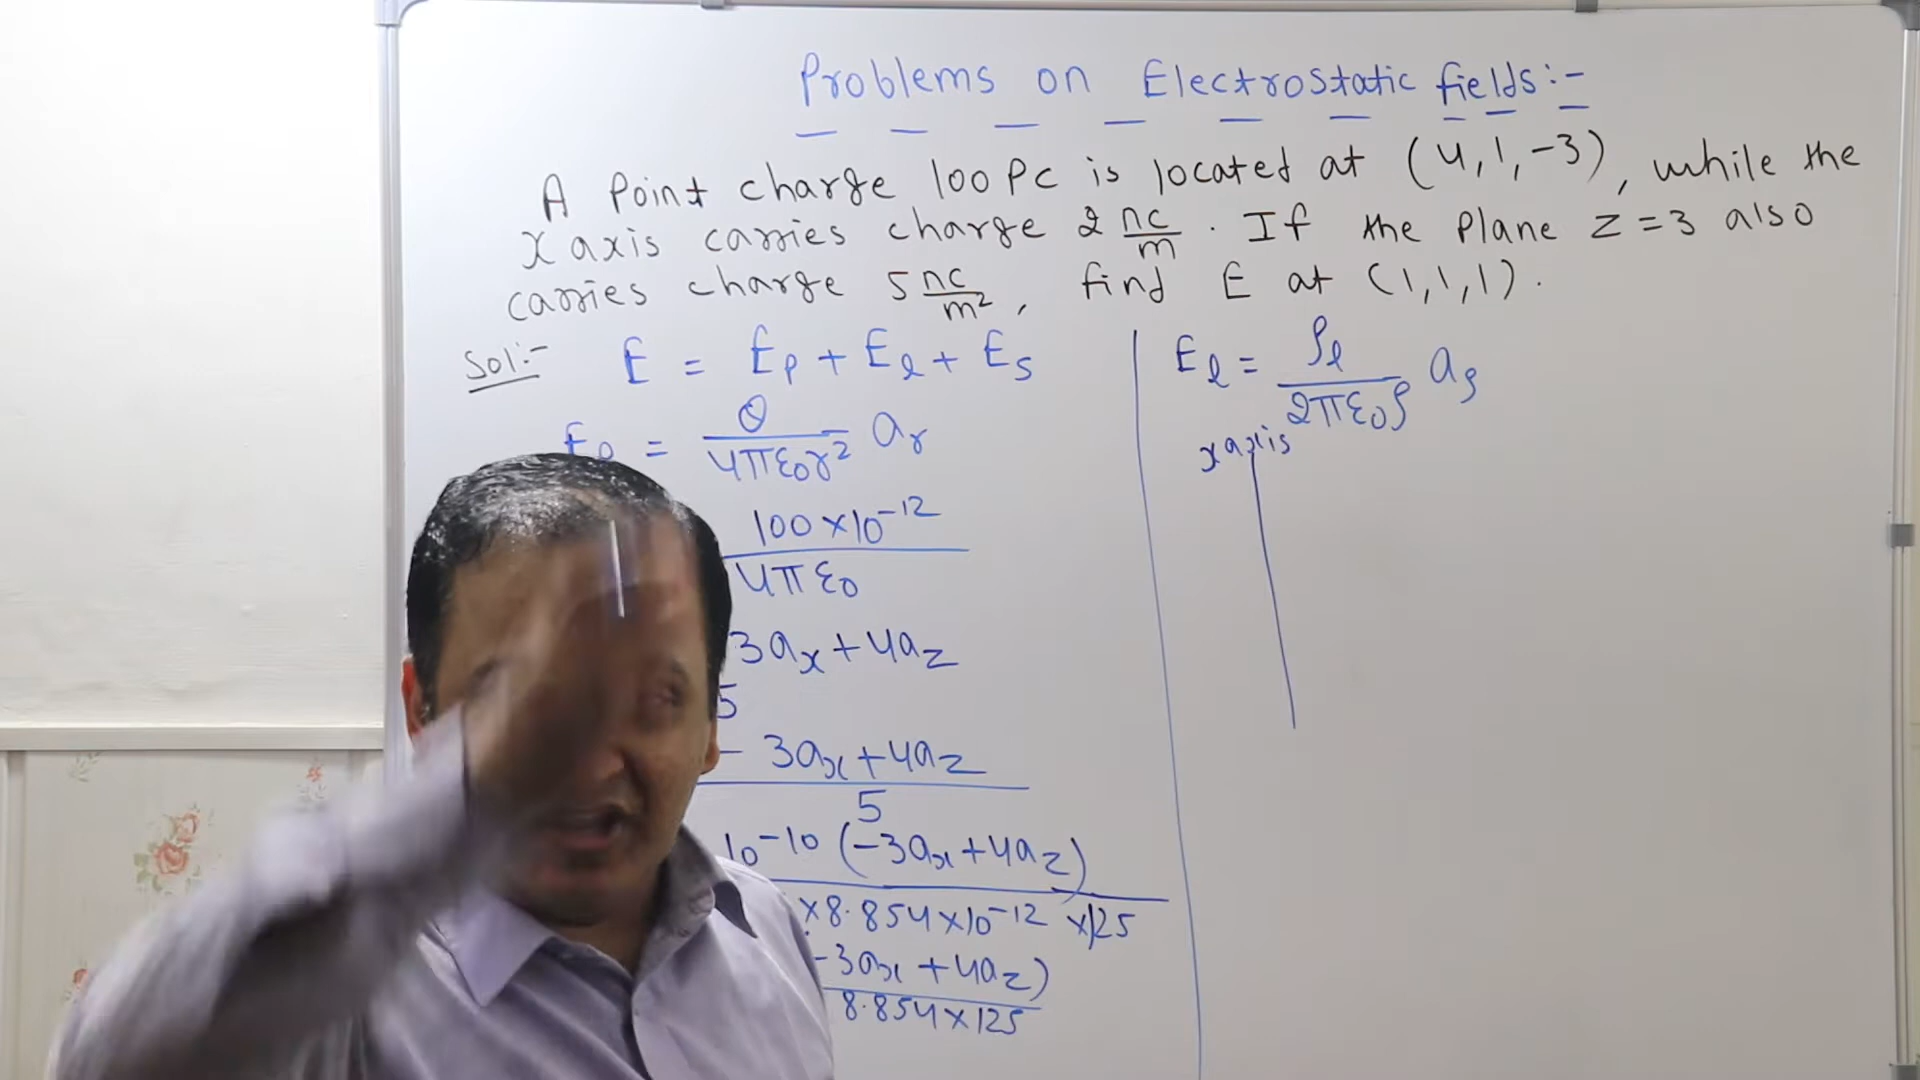 Problems on Electrostatic fields:-
A Point charge 100 PC is located at (4,1,-3), while the
x axis carries charge 2 nc/m. If the Plane z=3 also
carries charge 5 nc/m², find E at (1,1,1).
Sol:- E = Ep + El + Es
Ep = Q/4πε0r² ar
100×10-12
4πε0
3ax+4az
5
- 3ax+4az
5
10-10 (-3ax+4az)
×8.854×10-12 ×125
-3ax+4az)
8.854×125
El = ρl/2πε0ρ aρ
x axis